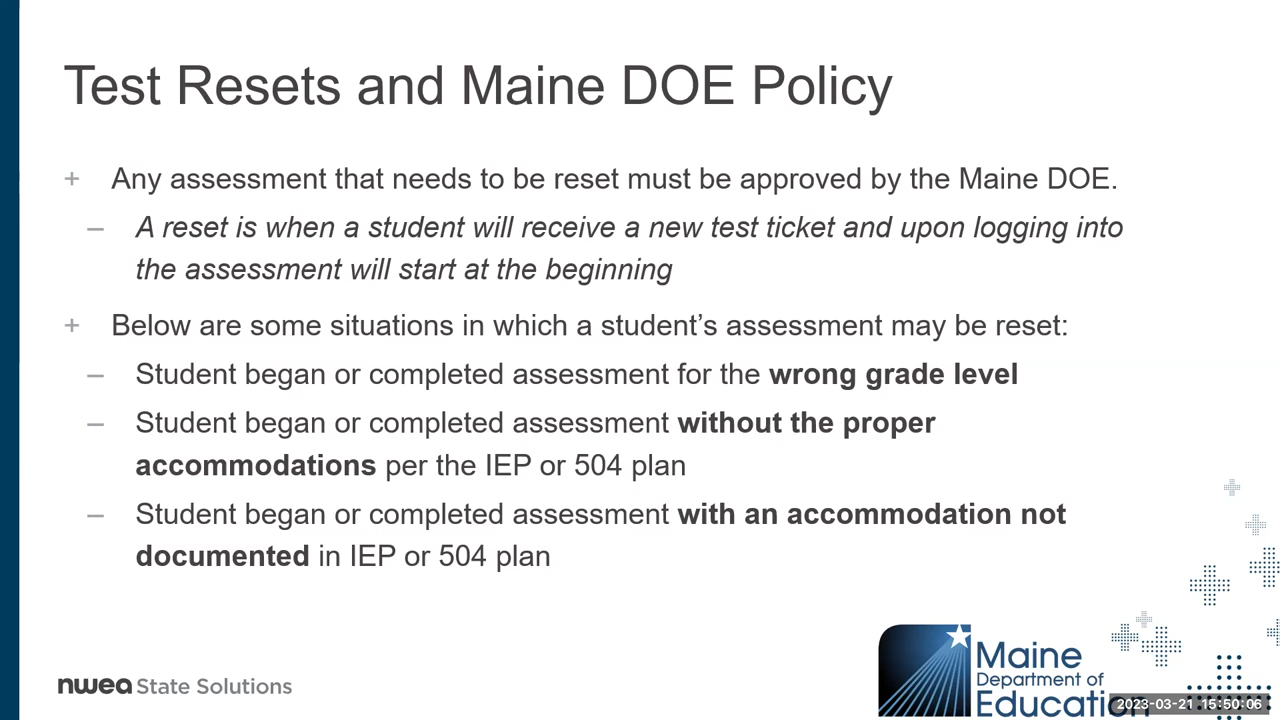 Test Resets and Maine DOE Policy
+ Any assessment that needs to be reset must be approved by the Maine DOE.
– A reset is when a student will receive a new test ticket and upon logging into
the assessment will start at the beginning
+ Below are some situations in which a student’s assessment may be reset:
– Student began or completed assessment for the wrong grade level
– Student began or completed assessment without the proper
accommodations per the IEP or 504 plan
– Student began or completed assessment with an accommodation not
documented in IEP or 504 plan
nwea State Solutions
Maine
Department of
Education
2023-03-21 15:50:06